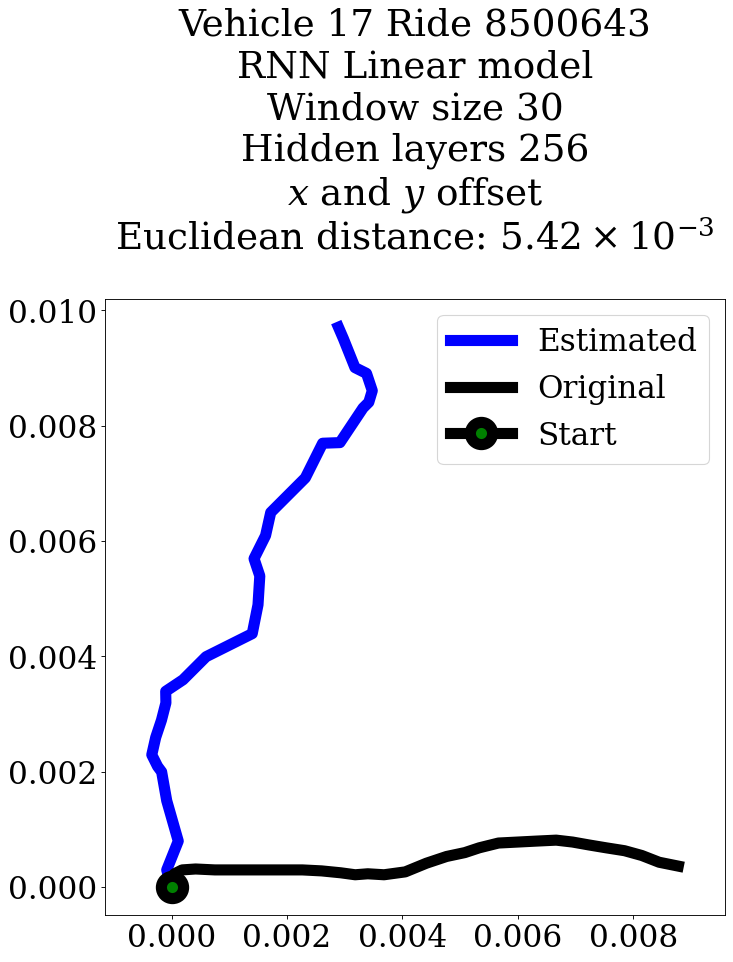 Vehicle 17 Ride 8500643
RNN Linear model
Window size 30
Hidden layers 256
x and y offset
Euclidean distance: 5.42 × 10⁻³
0.010
0.008
0.006
0.004
0.002
0.000
Estimated
Original
Start
0.000 0.002 0.004 0.006 0.008